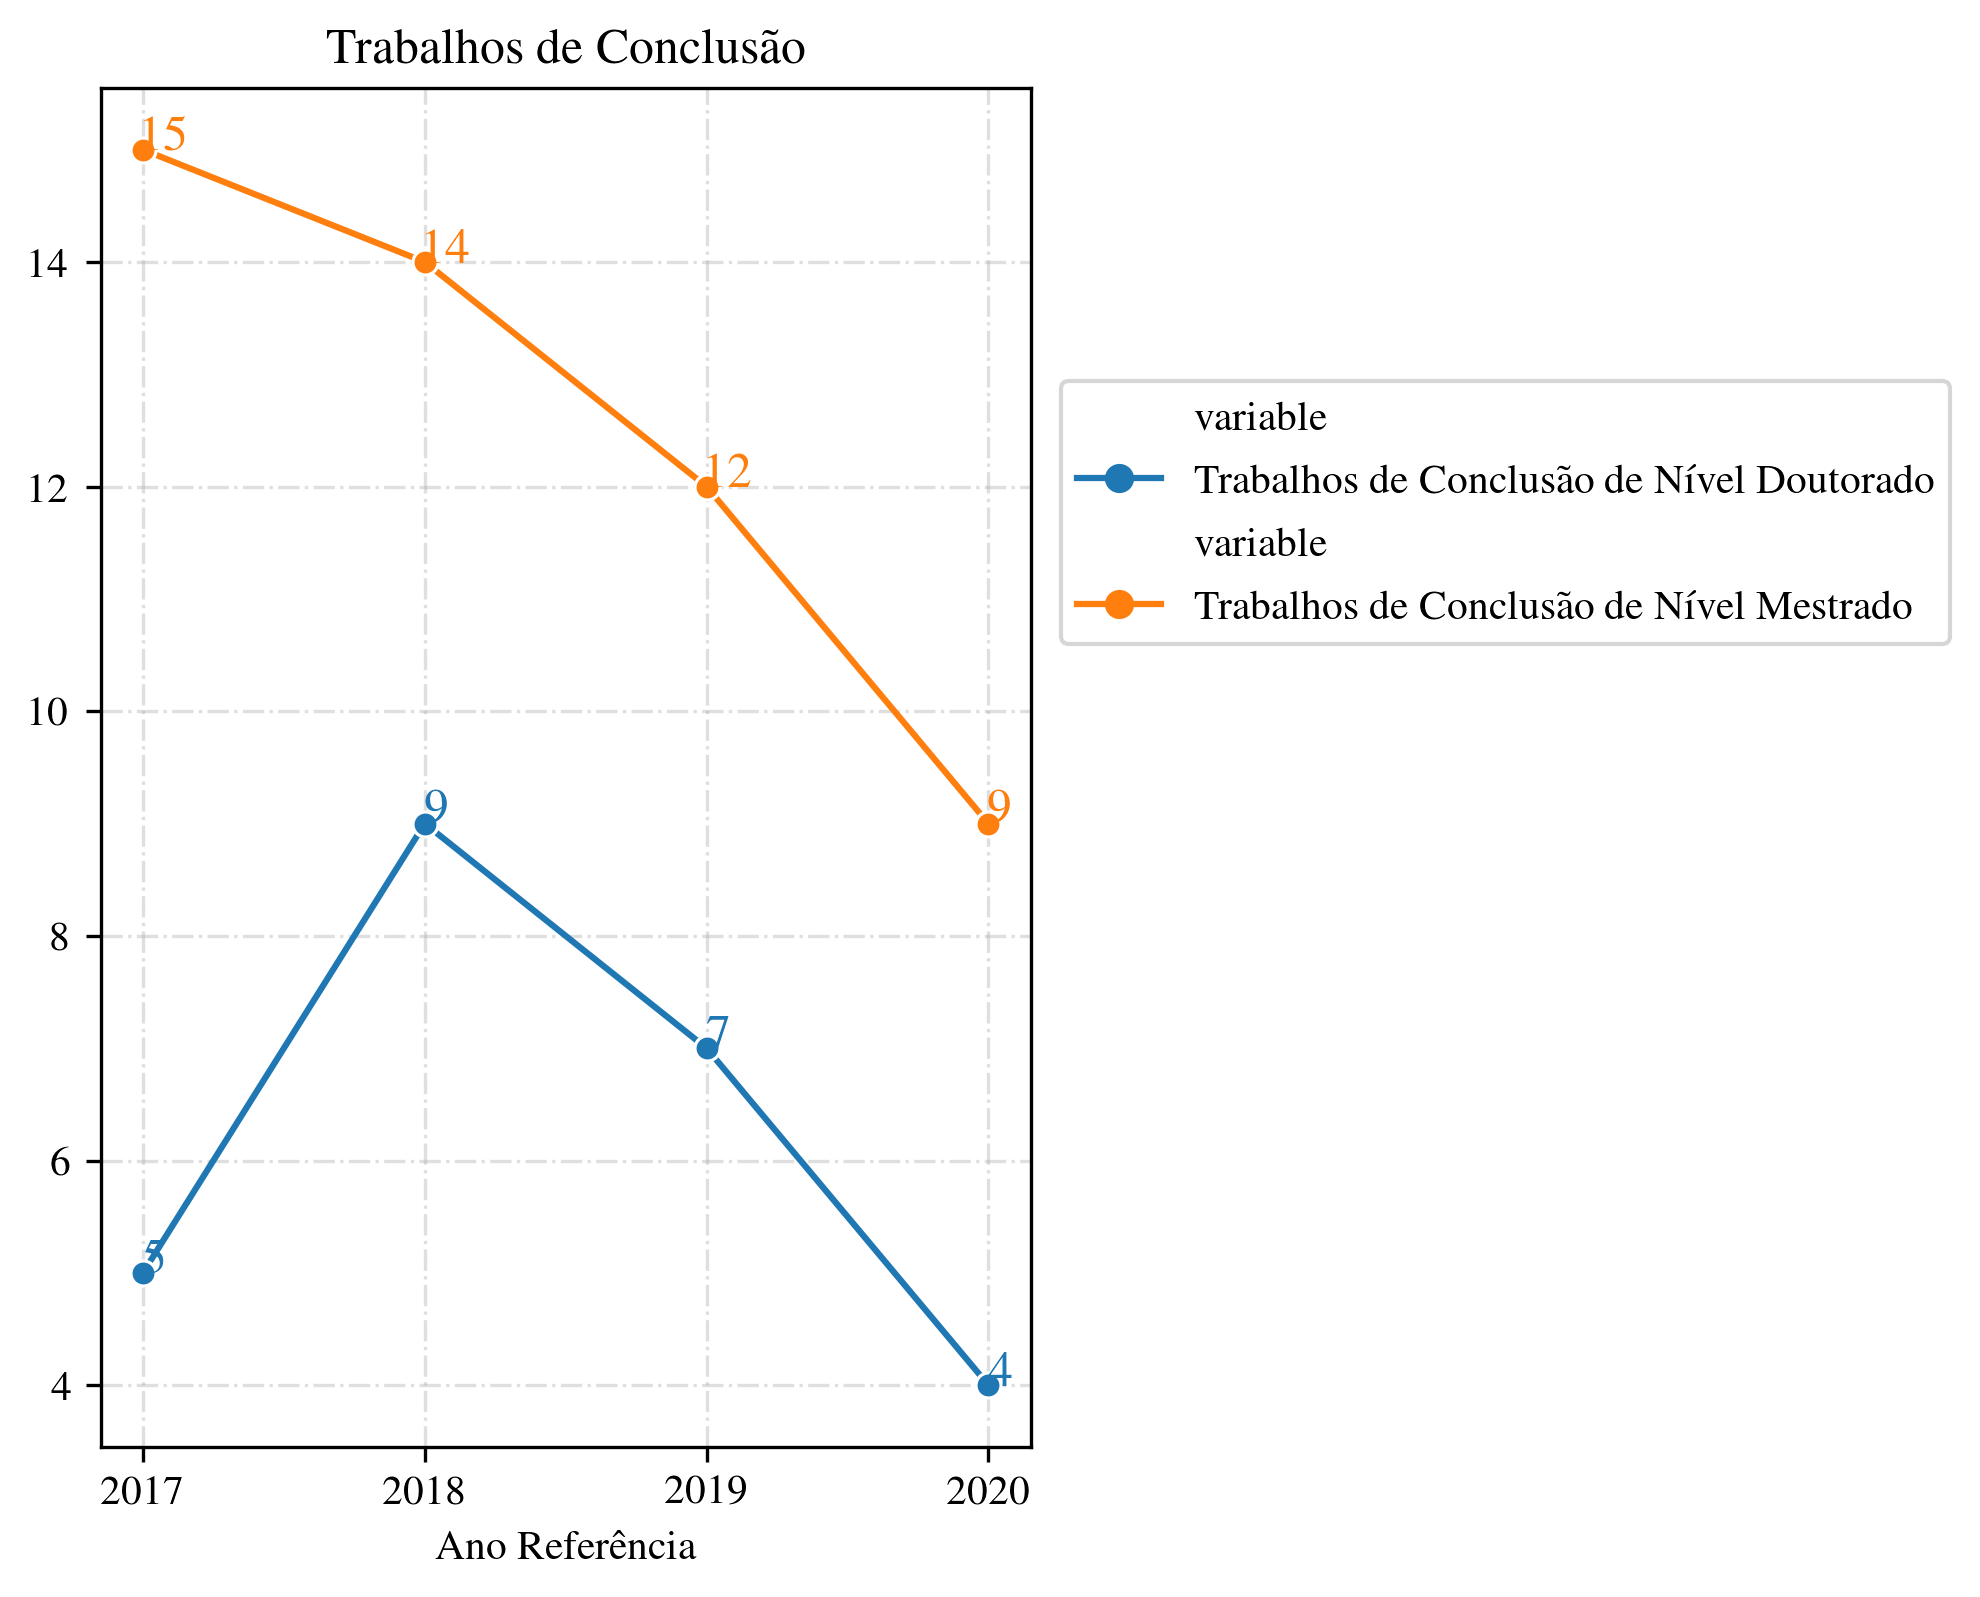 Trabalhos de Conclusão
15
14
14
12
12
10
9
9
8
7
6
5
4
4
2017 2018 2019 2020
Ano Referência
variable
Trabalhos de Conclusão de Nível Doutorado
variable
Trabalhos de Conclusão de Nível Mestrado